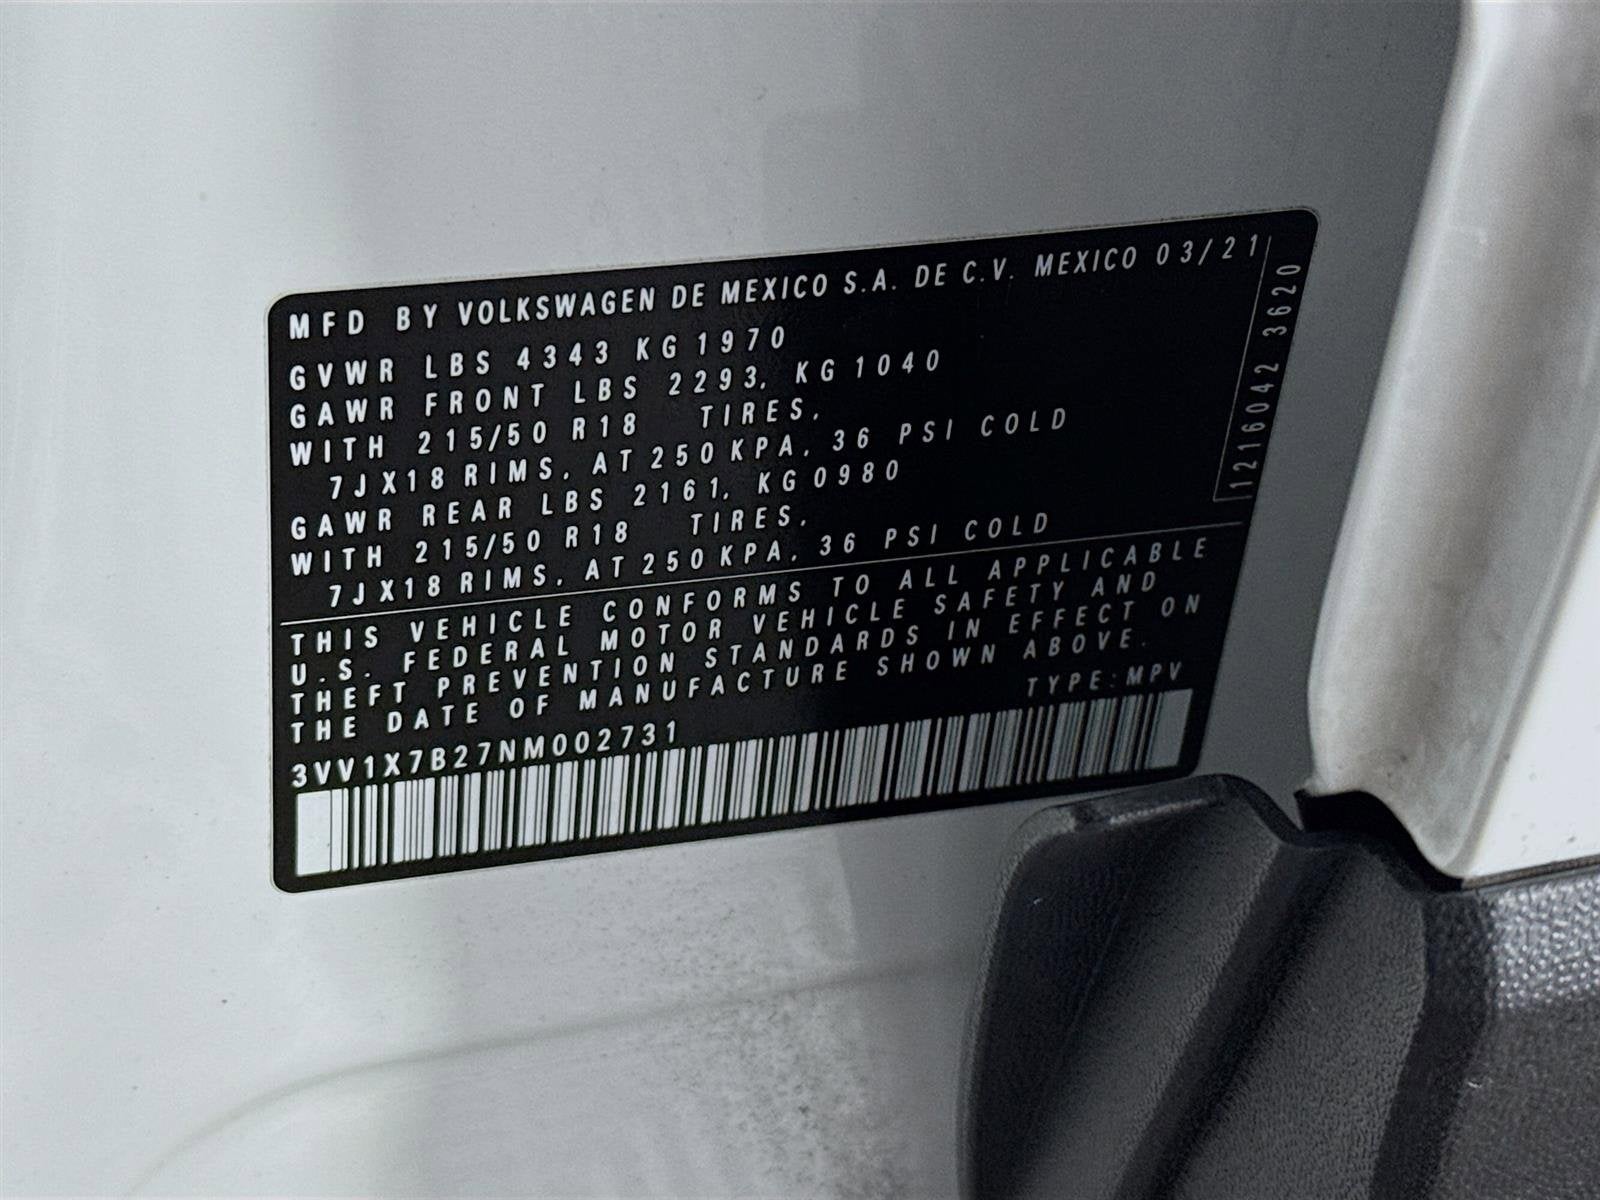 MFD BY VOLKSWAGEN DE MEXICO S.A. DE C.V. MEXICO 03/21
GVWR LBS 4343 KG 1970
GAWR FRONT LBS 2293, KG 1040
WITH 215/50 R18 TIRES,
7JX18 RIMS, AT 250 KPA, 36 PSI COLD
GAWR REAR LBS 2161, KG 0980
WITH 215/50 R18 TIRES,
7JX18 RIMS, AT 250 KPA, 36 PSI COLD
THIS VEHICLE CONFORMS TO ALL APPLICABLE
U.S. FEDERAL MOTOR VEHICLE SAFETY AND
THEFT PREVENTION STANDARDS IN EFFECT ON
THE DATE OF MANUFACTURE SHOWN ABOVE.
TYPE: MPV
3VV1X7B27NM002731
1216042 3620